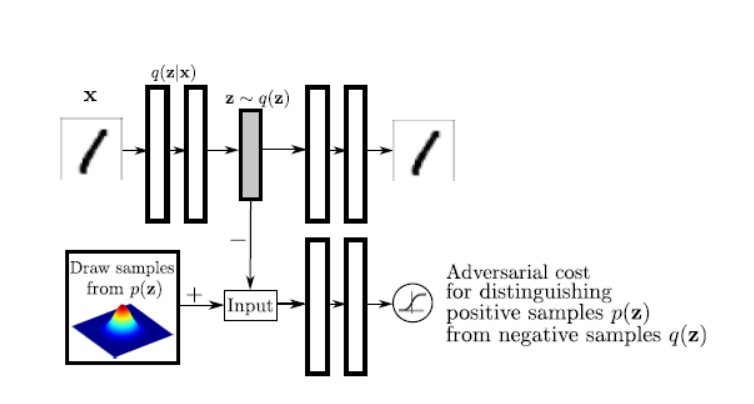 q(z|x)
x
z ∼ q(z)
Draw samples
from p(z)
+
−
Input
Adversarial cost
for distinguishing
positive samples p(z)
from negative samples q(z)